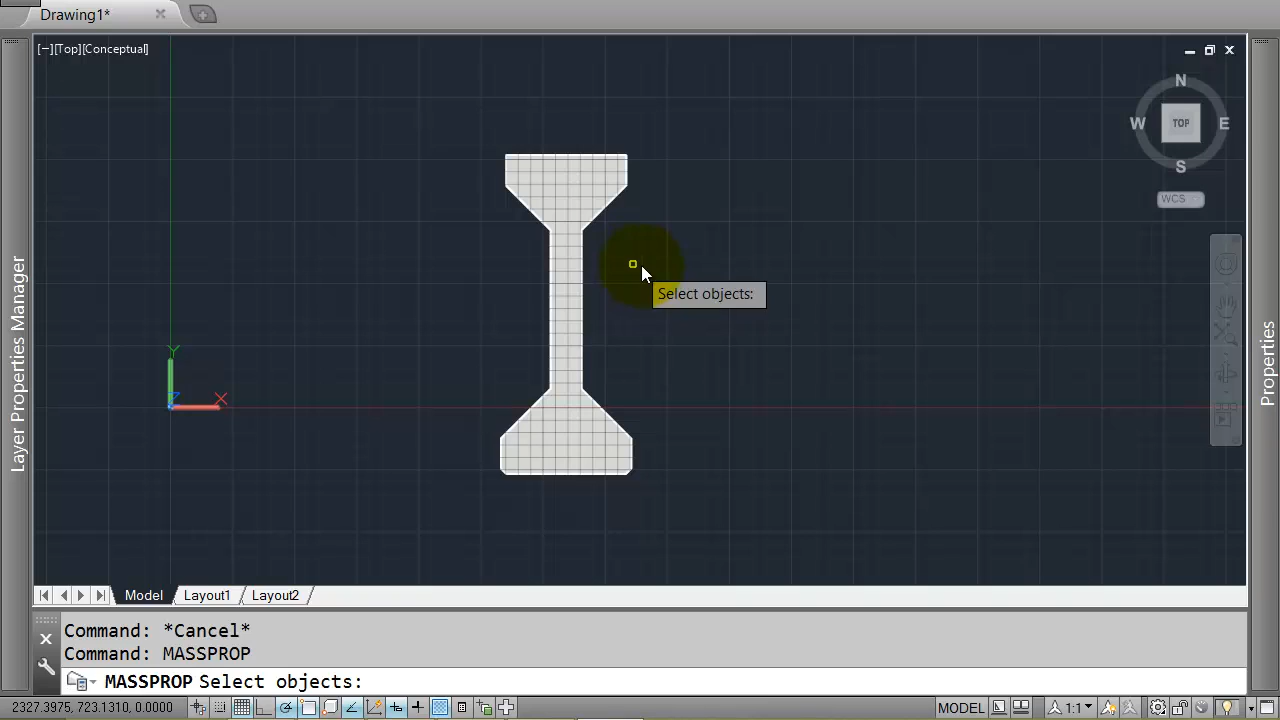 Drawing1*
[−][Top][Conceptual]
N
W
TOP
E
S
WCS
Select objects:
Layer Properties Manager
Properties
Y
Z
X
Model
Layout1
Layout2
Command: *Cancel*
Command: MASSPROP
MASSPROP Select objects:
2327.3975, 723.1310, 0.0000
MODEL
1:1